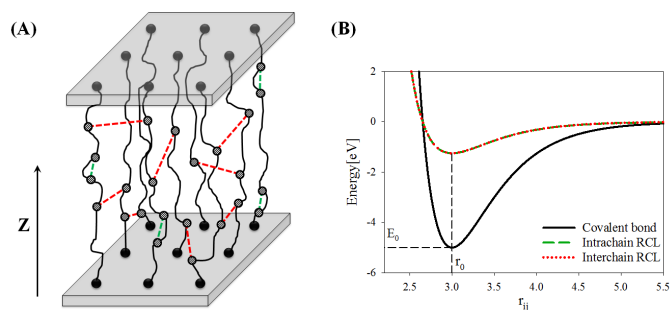 (A)
Z
(B)
Energy[eV]
2
0
-2
-4
-6
E0
r0
Covalent bond
Intrachain RCL
Interchain RCL
2.5 3.0 3.5 4.0 4.5 5.0 5.5
rij